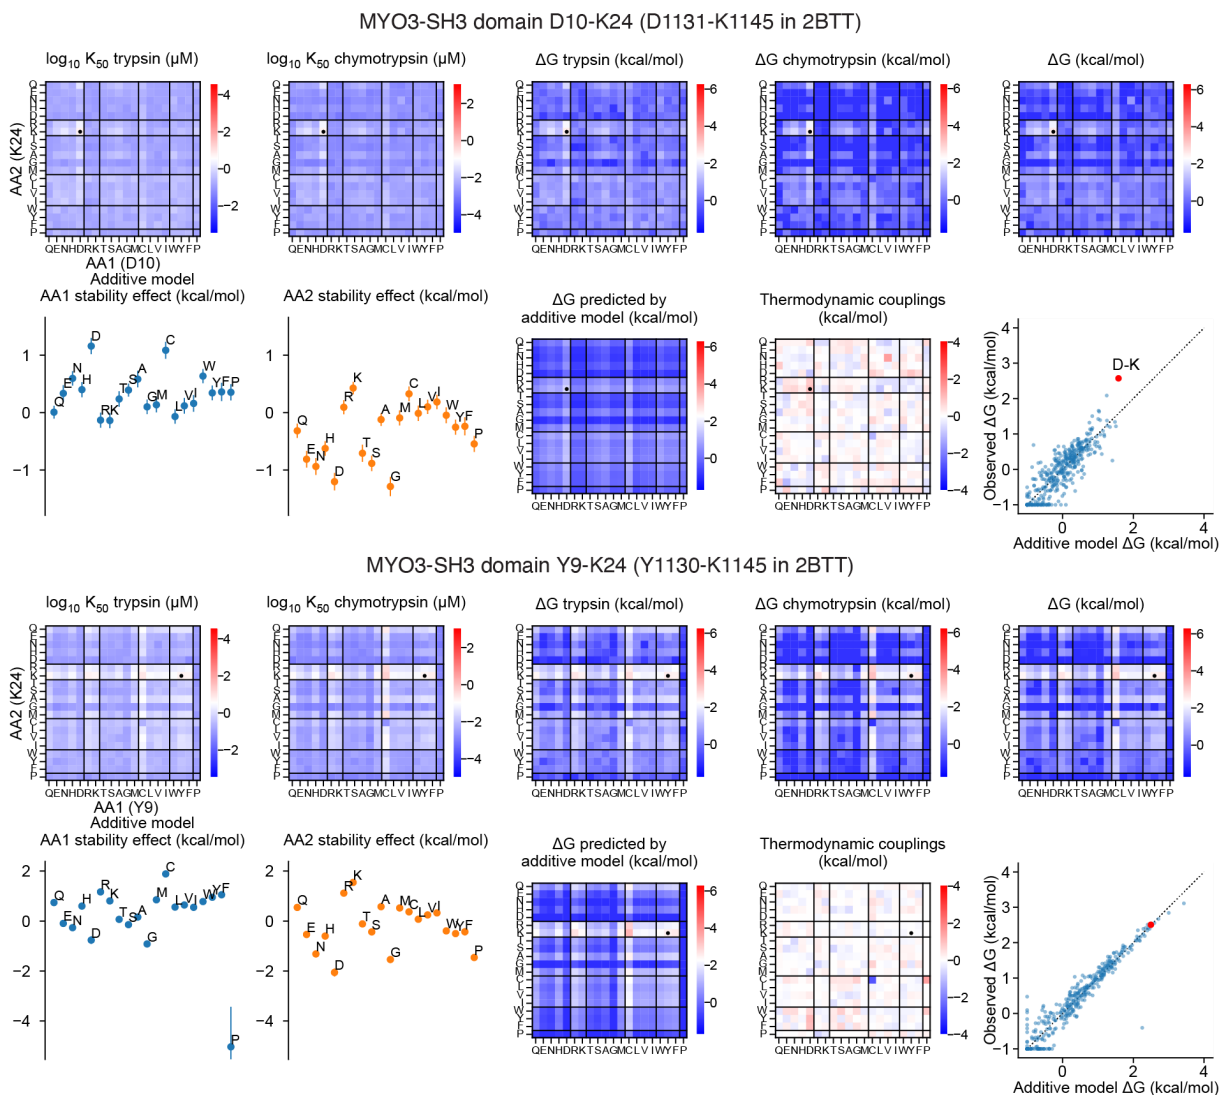 MYO3-SH3 domain D10-K24 (D1131-K1145 in 2BTT)
log10 K50 trypsin (µM)
log10 K50 chymotrypsin (µM)
ΔG trypsin (kcal/mol)
ΔG chymotrypsin (kcal/mol)
ΔG (kcal/mol)
AA2 (K24)
QENHDRKTSAGMCLVIWYFP
AA1 (D10)
Additive model
AA1 stability effect (kcal/mol)
AA2 stability effect (kcal/mol)
ΔG predicted by
additive model (kcal/mol)
Thermodynamic couplings
(kcal/mol)
D-K
Observed ΔG (kcal/mol)
Additive model ΔG (kcal/mol)
MYO3-SH3 domain Y9-K24 (Y1130-K1145 in 2BTT)
log10 K50 trypsin (µM)
log10 K50 chymotrypsin (µM)
ΔG trypsin (kcal/mol)
ΔG chymotrypsin (kcal/mol)
ΔG (kcal/mol)
AA2 (K24)
QENHDRKTSAGMCLVIWYFP
AA1 (Y9)
Additive model
AA1 stability effect (kcal/mol)
AA2 stability effect (kcal/mol)
ΔG predicted by
additive model (kcal/mol)
Thermodynamic couplings
(kcal/mol)
Observed ΔG (kcal/mol)
Additive model ΔG (kcal/mol)